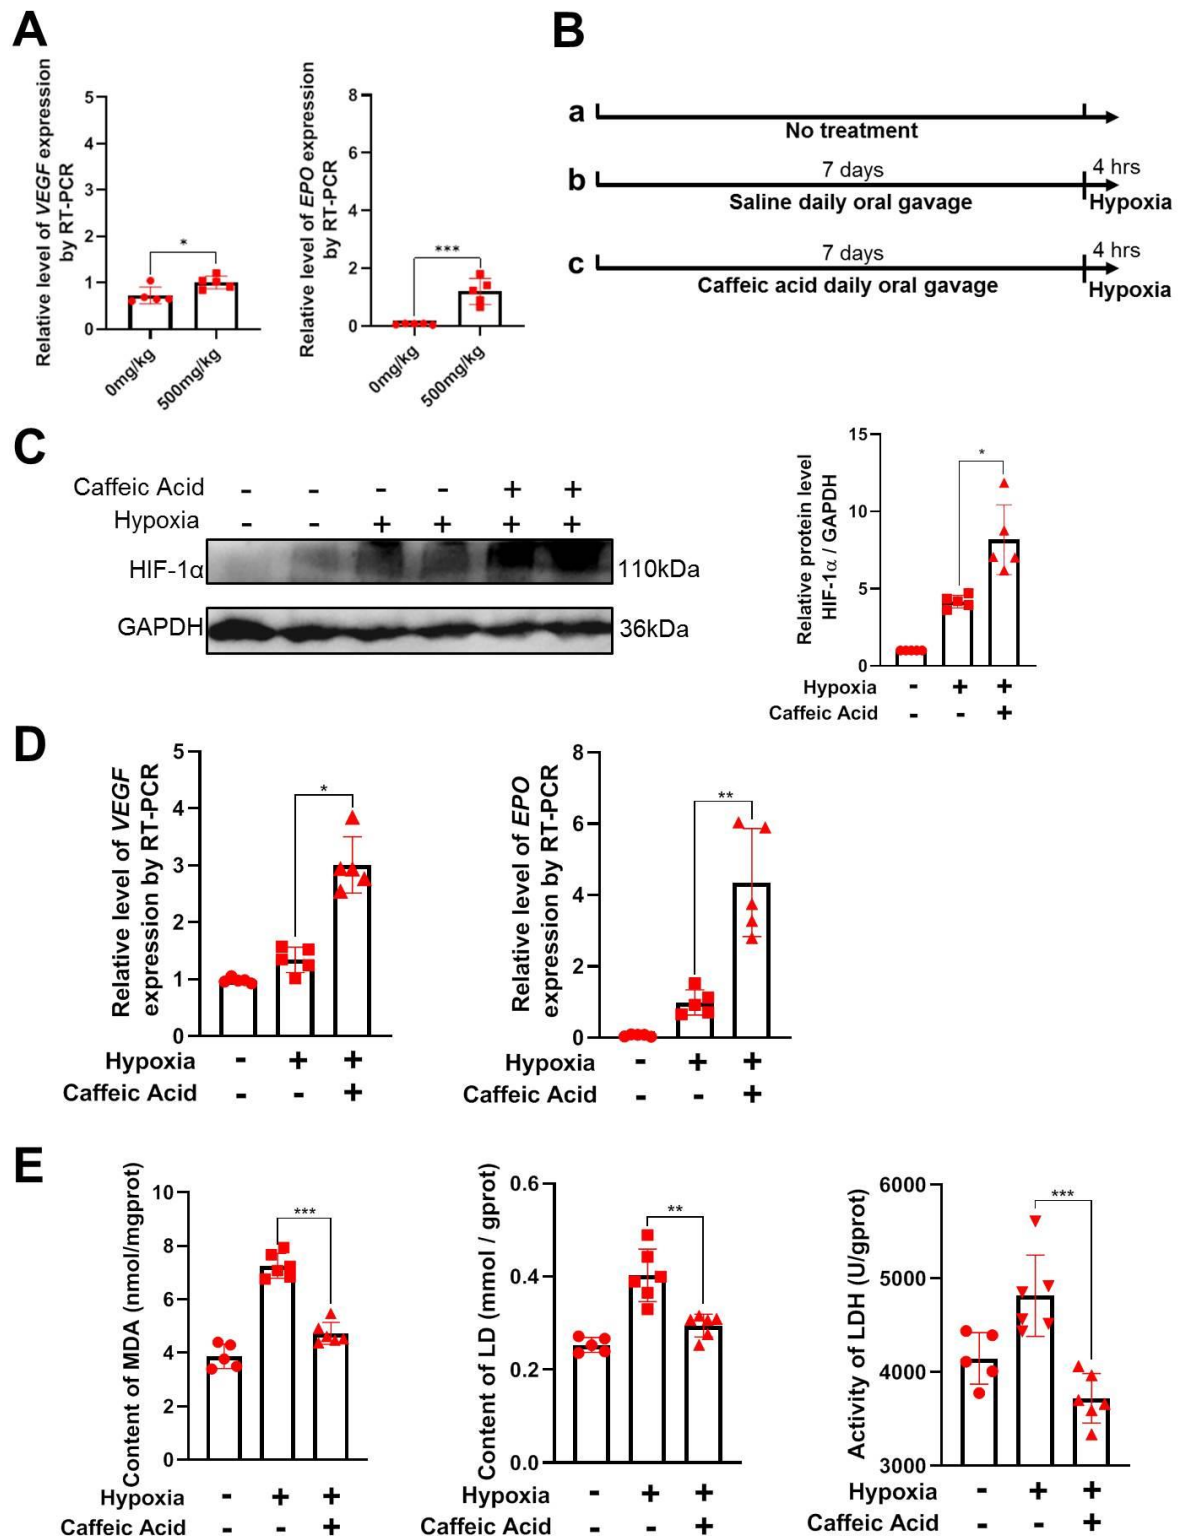 A
Relative level of VEGF expression
by RT-PCR
5
4
3
2
1
0
*
0mg/kg
500mg/kg
Relative level of EPO expression
by RT-PCR
8
6
4
2
0
***
0mg/kg
500mg/kg
B
a
No treatment
b
7 days
4 hrs
Saline daily oral gavage
Hypoxia
c
7 days
4 hrs
Caffeic acid daily oral gavage
Hypoxia
C
Caffeic Acid - - - - + +
Hypoxia - - + + + +
HIF-1α
110kDa
GAPDH
36kDa
Relative protein level
HIF-1α / GAPDH
15
10
5
0
*
Hypoxia - + +
Caffeic Acid - - +
D
Relative level of VEGF
expression by RT-PCR
5
4
3
2
1
0
*
Hypoxia - + +
Caffeic Acid - - +
Relative level of EPO
expression by RT-PCR
8
6
4
2
0
**
Hypoxia - + +
Caffeic Acid - - +
E
Content of MDA (nmol/mgprot)
10
8
6
4
2
0
***
Hypoxia - + +
Caffeic Acid - - +
Content of LD (mmol / gprot)
0.6
0.4
0.2
0.0
**
Hypoxia - + +
Caffeic Acid - - +
Activity of LDH (U/gprot)
6000
5000
4000
3000
***
Hypoxia - + +
Caffeic Acid - - +